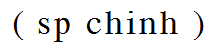 ( sp chinh )